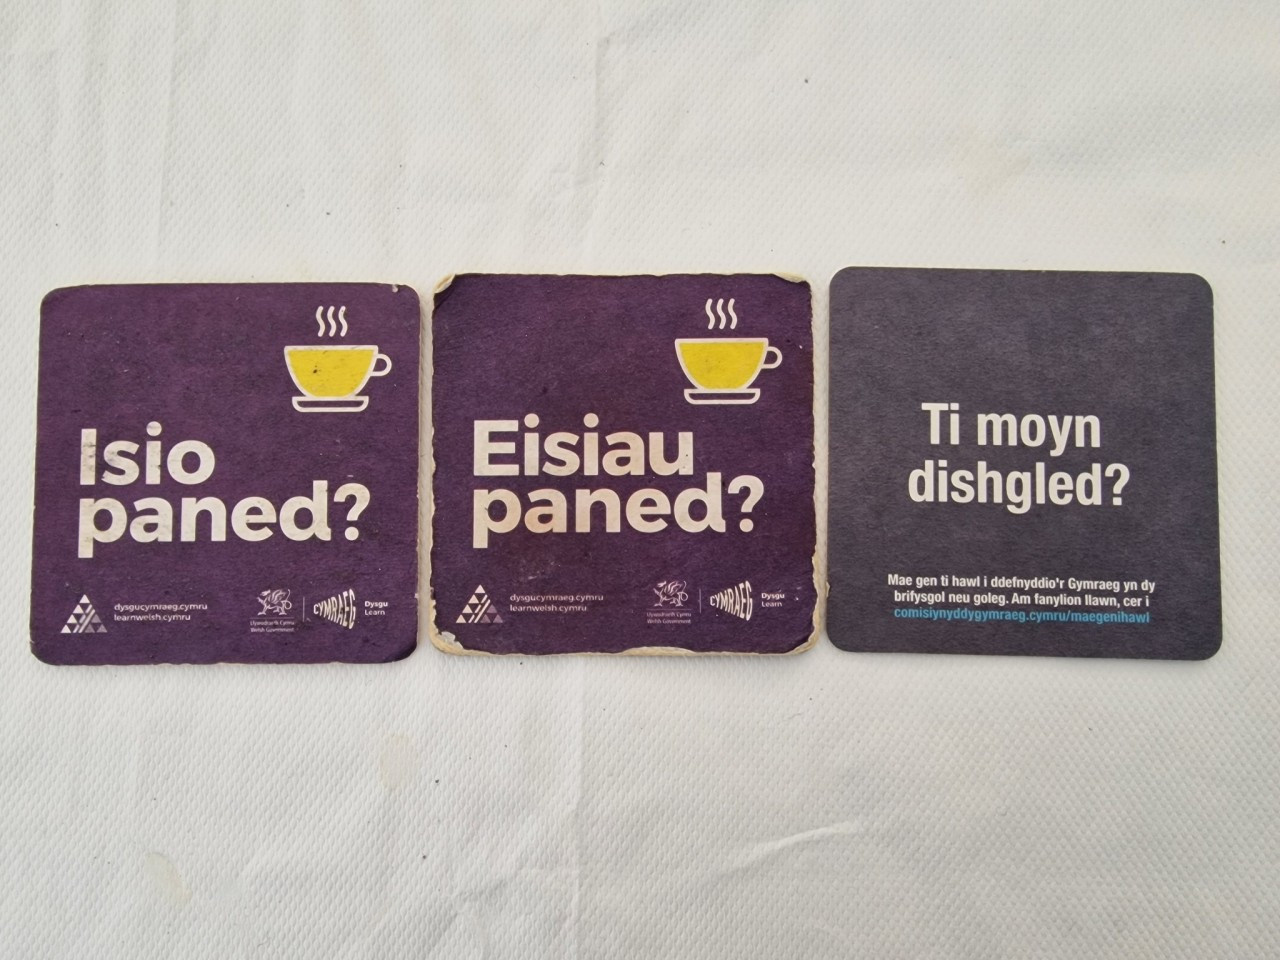 Isio
paned?
dysgucymraeg.cymru
learnwelsh.cymru
Llywodraeth Cymru
Welsh Government
CYMRAEG
Dysgu
Learn
Eisiau
paned?
dysgucymraeg.cymru
learnwelsh.cymru
Llywodraeth Cymru
Welsh Government
CYMRAEG
Dysgu
Learn
Ti moyn
dishgled?
Mae gen ti hawl i ddefnyddio'r Gymraeg yn dy
brifysgol neu goleg. Am fanylion llawn, cer i
comisiynyddygymraeg.cymru/maegenihawl